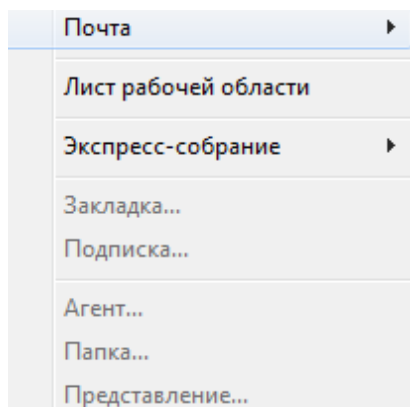 Почта
Лист рабочей области
Экспресс-собрание
Закладка...
Подписка...
Агент...
Папка...
Представление...